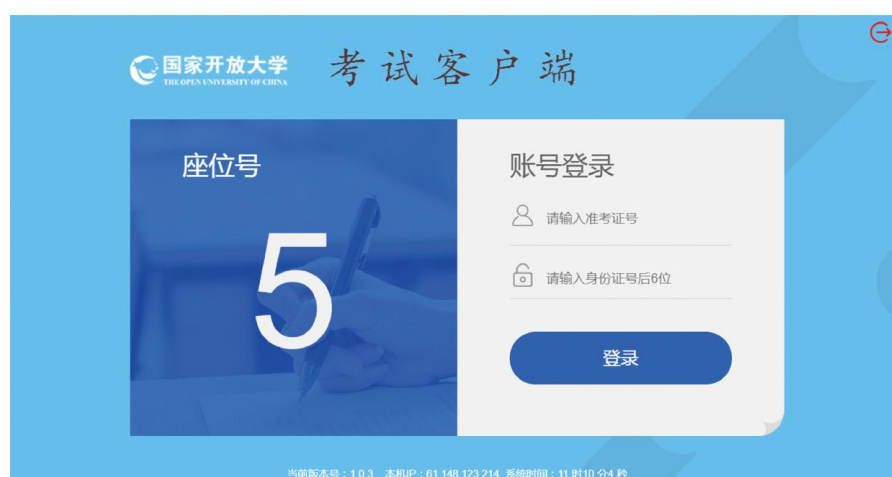 国家开放大学
THE OPEN UNIVERSITY OF CHINA
考试客户端
座位号
5
账号登录
请输入准考证号
请输入身份证号后6位
登录
当前版本号：1.0.3 本机IP：61.148.123.214 系统时间：11 时10 分4 秒